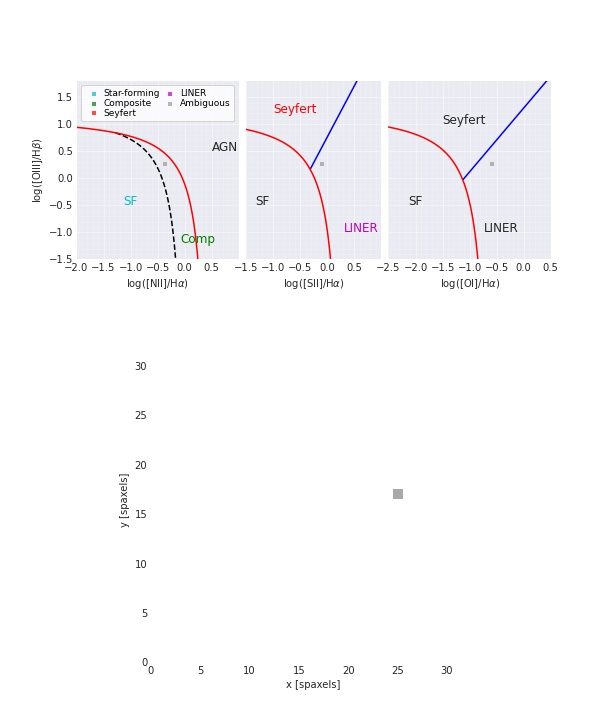 Star-forming
Composite
Seyfert
LINER
Ambiguous
log([OIII]/Hβ)
1.5
1.0
0.5
0.0
−0.5
−1.0
−1.5
AGN
SF
Comp
−2.0 −1.5 −1.0 −0.5 0.0 0.5
log([NII]/Hα)
Seyfert
SF
LINER
−1.5 −1.0 −0.5 0.0 0.5
log([SII]/Hα)
Seyfert
SF
LINER
−2.5 −2.0 −1.5 −1.0 −0.5 0.0 0.5
log([OI]/Hα)
y [spaxels]
30
25
20
15
10
5
0
0 5 10 15 20 25 30
x [spaxels]